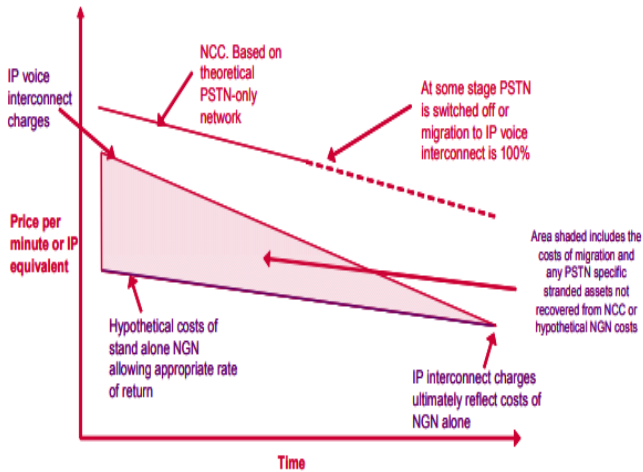 NCC. Based on
theoretical
PSTN-only
network
IP voice
interconnect
charges
At some stage PSTN
is switched off or
migration to IP voice
interconnect is 100%
Price per
minute or IP
equivalent
Area shaded includes the
costs of migration and
any PSTN specific
stranded assets not
recovered from NCC or
hypothetical NGN costs
Hypothetical costs of
stand alone NGN
allowing appropriate rate
of return
IP interconnect charges
ultimately reflect costs of
NGN alone
Time